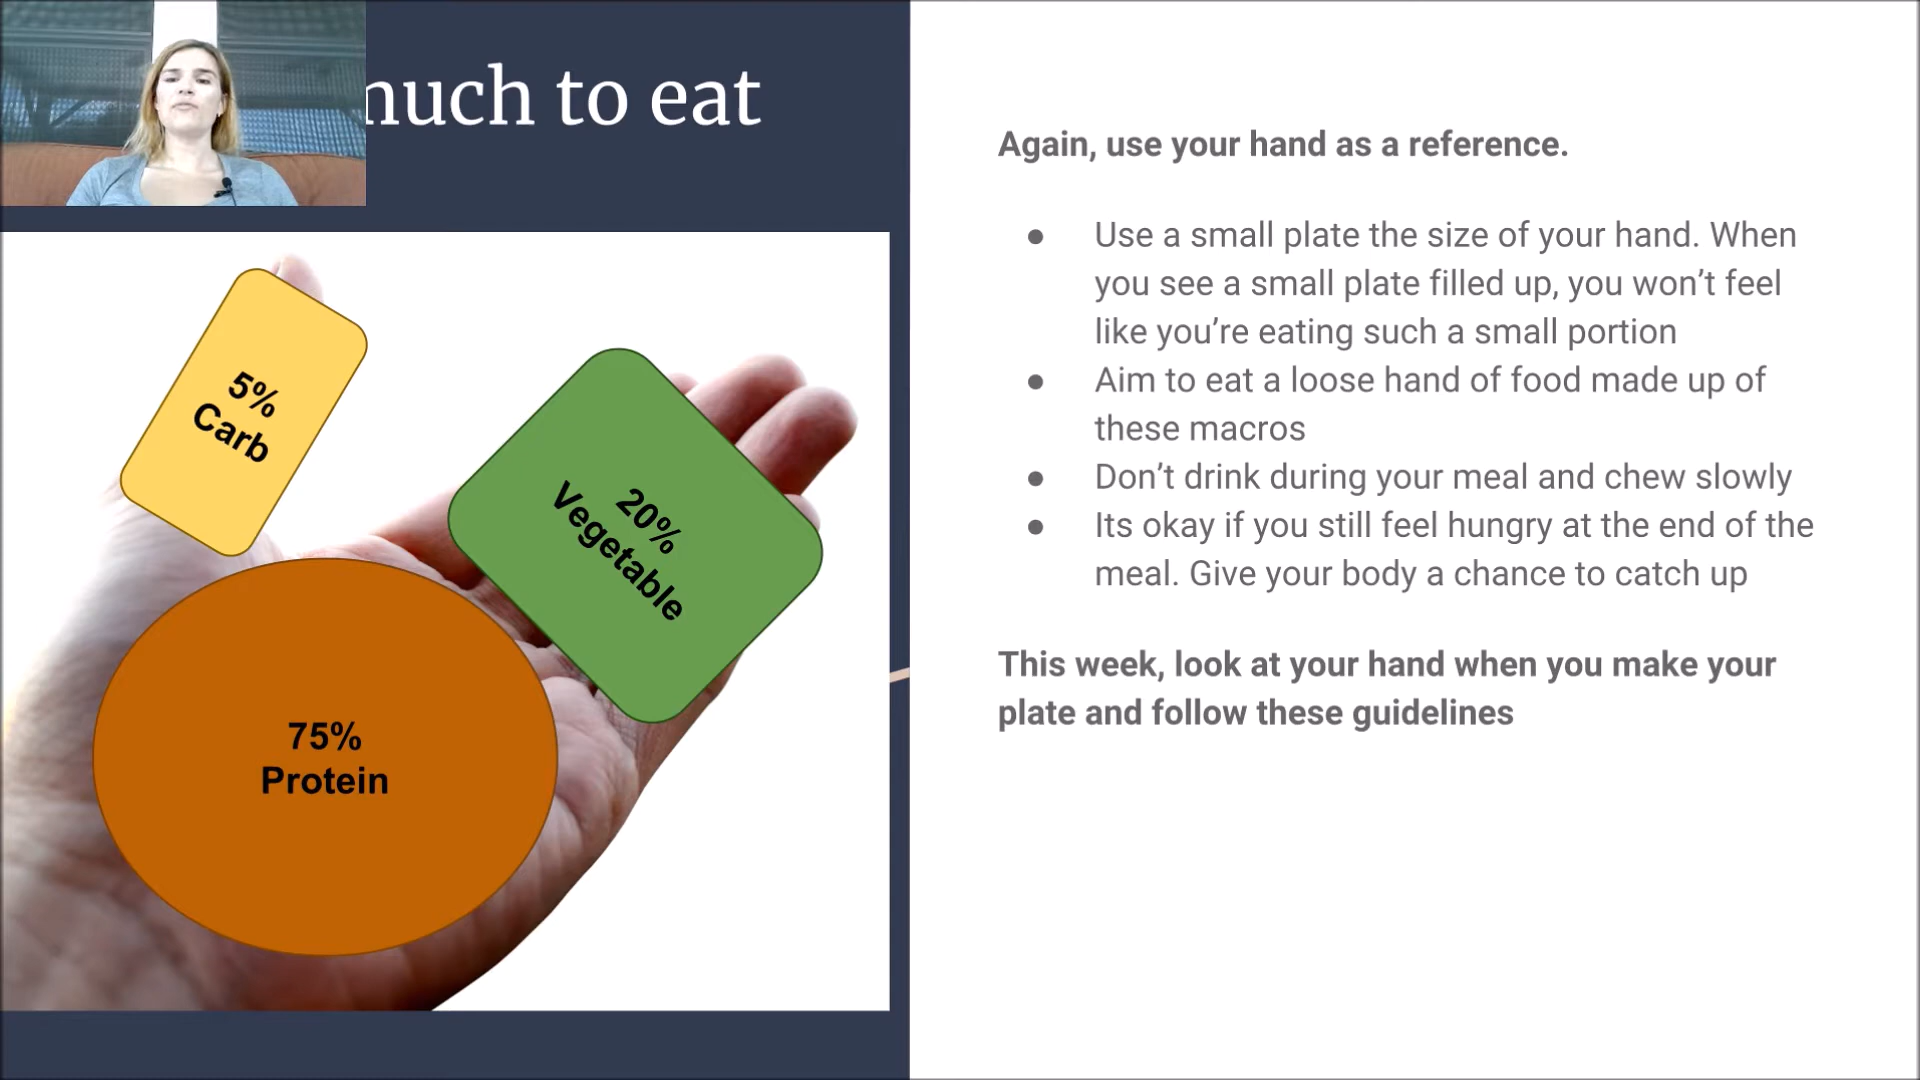 much to eat
5%
Carb
20%
Vegetable
75%
Protein
Again, use your hand as a reference.
● Use a small plate the size of your hand. When
you see a small plate filled up, you won’t feel
like you’re eating such a small portion
● Aim to eat a loose hand of food made up of
these macros
● Don’t drink during your meal and chew slowly
● Its okay if you still feel hungry at the end of the
meal. Give your body a chance to catch up
This week, look at your hand when you make your
plate and follow these guidelines